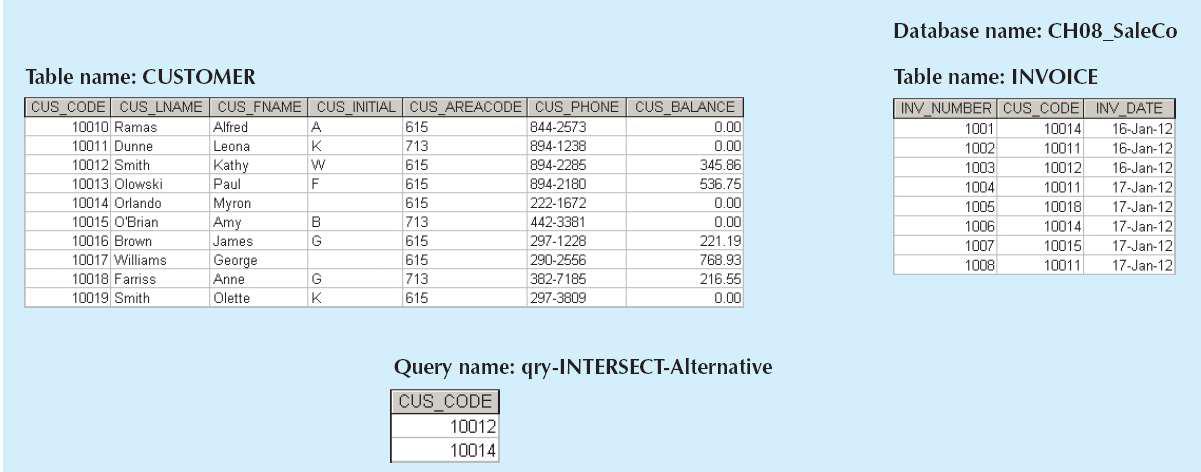 Database name: CH08_SaleCo
Table name: CUSTOMER
Table name: INVOICE
CUS_CODE CUS_LNAME CUS_FNAME CUS_INITIAL CUS_AREACODE CUS_PHONE CUS_BALANCE
10010 Ramas Alfred A 615 844-2573 0.00
10011 Dunne Leona K 713 894-1238 0.00
10012 Smith Kathy W 615 894-2285 345.86
10013 Olowski Paul F 615 894-2180 536.75
10014 Orlando Myron 615 222-1672 0.00
10015 O'Brian Amy B 713 442-3381 0.00
10016 Brown James G 615 297-1228 221.19
10017 Williams George 615 290-2556 768.93
10018 Farriss Anne G 713 382-7185 216.55
10019 Smith Olette K 615 297-3809 0.00
INV_NUMBER CUS_CODE INV_DATE
1001 10014 16-Jan-12
1002 10011 16-Jan-12
1003 10012 16-Jan-12
1004 10011 17-Jan-12
1005 10018 17-Jan-12
1006 10014 17-Jan-12
1007 10015 17-Jan-12
1008 10011 17-Jan-12
Query name: qry-INTERSECT-Alternative
CUS_CODE
10012
10014